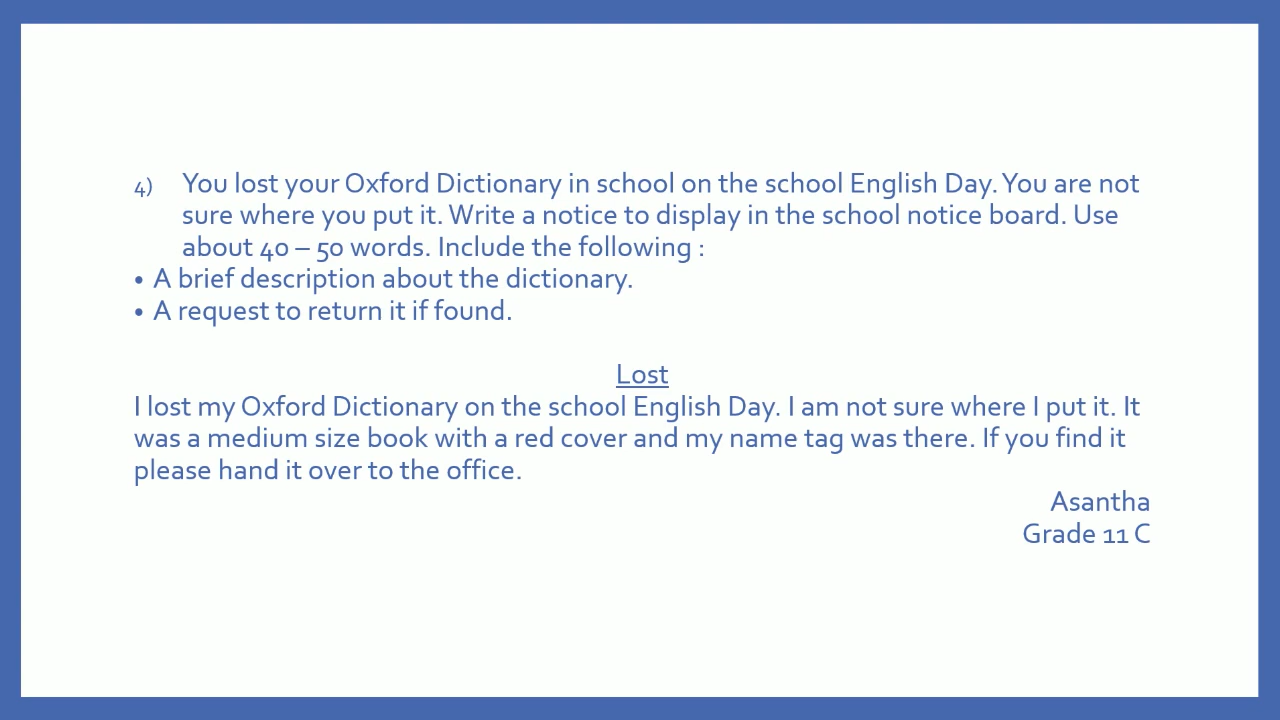 4) You lost your Oxford Dictionary in school on the school English Day. You are not
sure where you put it. Write a notice to display in the school notice board. Use
about 40 – 50 words. Include the following :
• A brief description about the dictionary.
• A request to return it if found.
Lost
I lost my Oxford Dictionary on the school English Day. I am not sure where I put it. It
was a medium size book with a red cover and my name tag was there. If you find it
please hand it over to the office.
Asantha
Grade 11 C